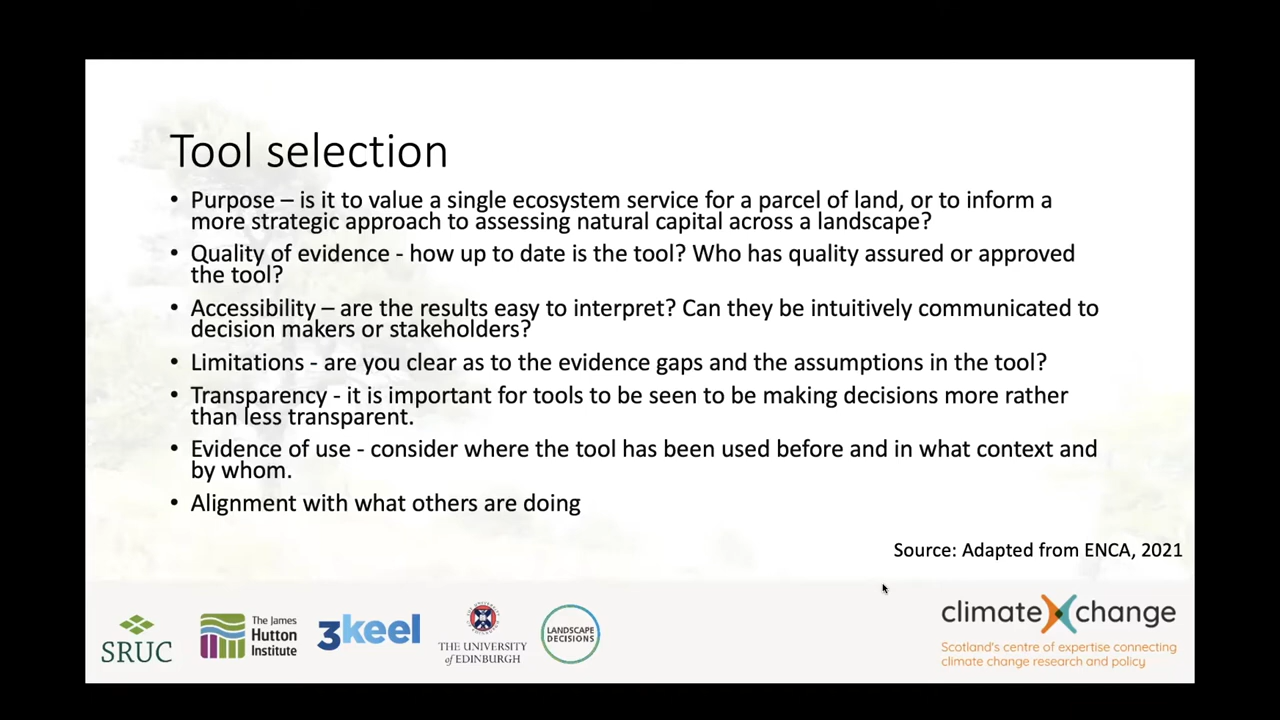 Tool selection
• Purpose – is it to value a single ecosystem service for a parcel of land, or to inform a
more strategic approach to assessing natural capital across a landscape?
• Quality of evidence - how up to date is the tool? Who has quality assured or approved
the tool?
• Accessibility – are the results easy to interpret? Can they be intuitively communicated to
decision makers or stakeholders?
• Limitations - are you clear as to the evidence gaps and the assumptions in the tool?
• Transparency - it is important for tools to be seen to be making decisions more rather
than less transparent.
• Evidence of use - consider where the tool has been used before and in what context and
by whom.
• Alignment with what others are doing
Source: Adapted from ENCA, 2021
SRUC
The James
Hutton
Institute
3keel
THE UNIVERSITY
of EDINBURGH
LANDSCAPE
DECISIONS
climateXchange
Scotland's centre of expertise connecting
climate change research and policy